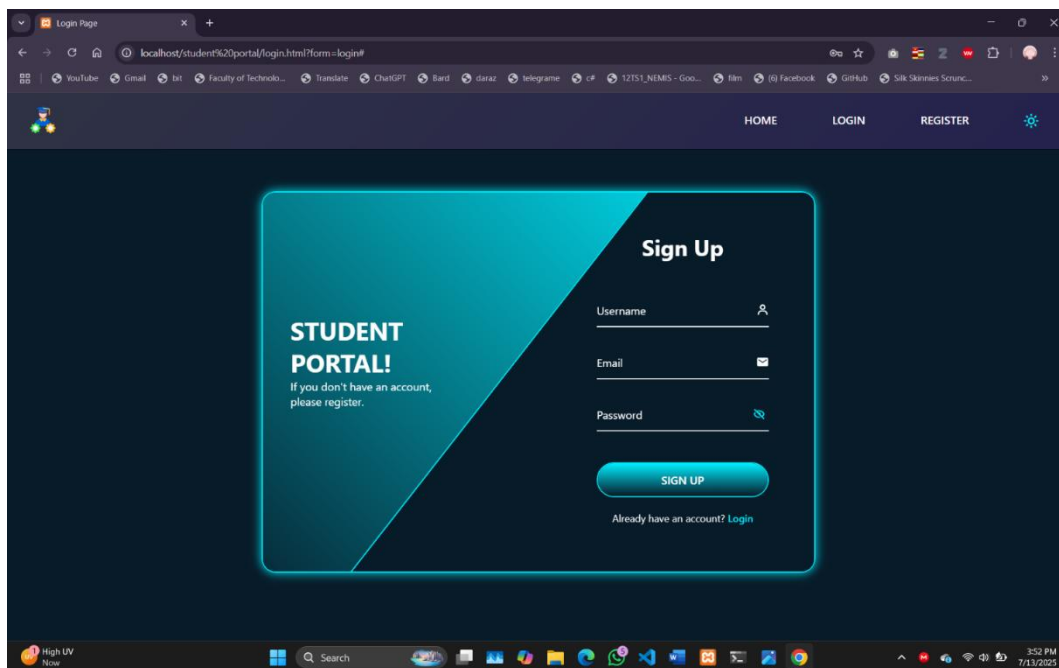 Login Page
localhost/student%20portal/login.html?form=login#
YouTube Gmail bit Faculty of Technolo... Translate ChatGPT Bard daraz telegrame c# 12TS1_NEMIS - Goo... film (6) Facebook GitHub Silk Skinnies Scrunc...
HOME LOGIN REGISTER
Sign Up
Username
STUDENT
PORTAL!
If you don't have an account,
please register.
Email
Password
SIGN UP
Already have an account? Login
High UV
Now
Search
3:52 PM
7/13/2025